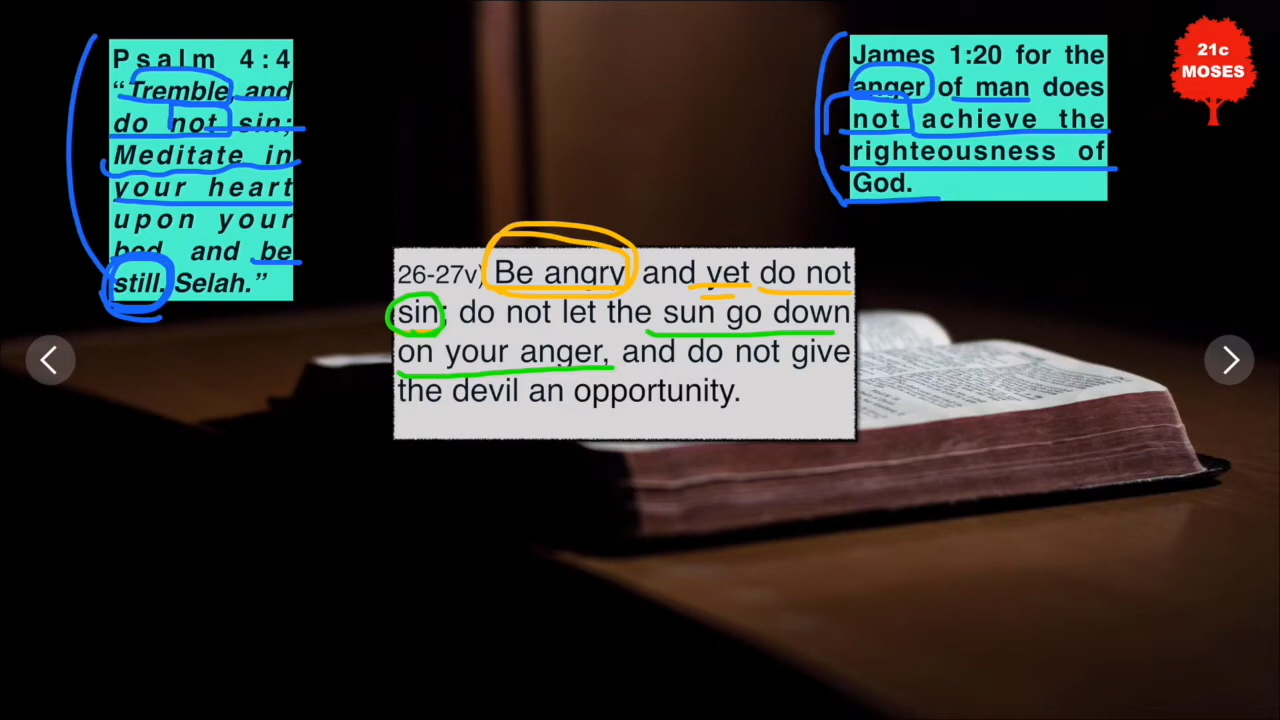 Psalm 4:4
“Tremble, and
do not sin;
Meditate in
your heart
upon your
bed, and be
still. Selah.”
James 1:20 for the
anger of man does
not achieve the
righteousness of
God.
21c
MOSES
26-27v) Be angry and yet do not
sin; do not let the sun go down
on your anger, and do not give
the devil an opportunity.